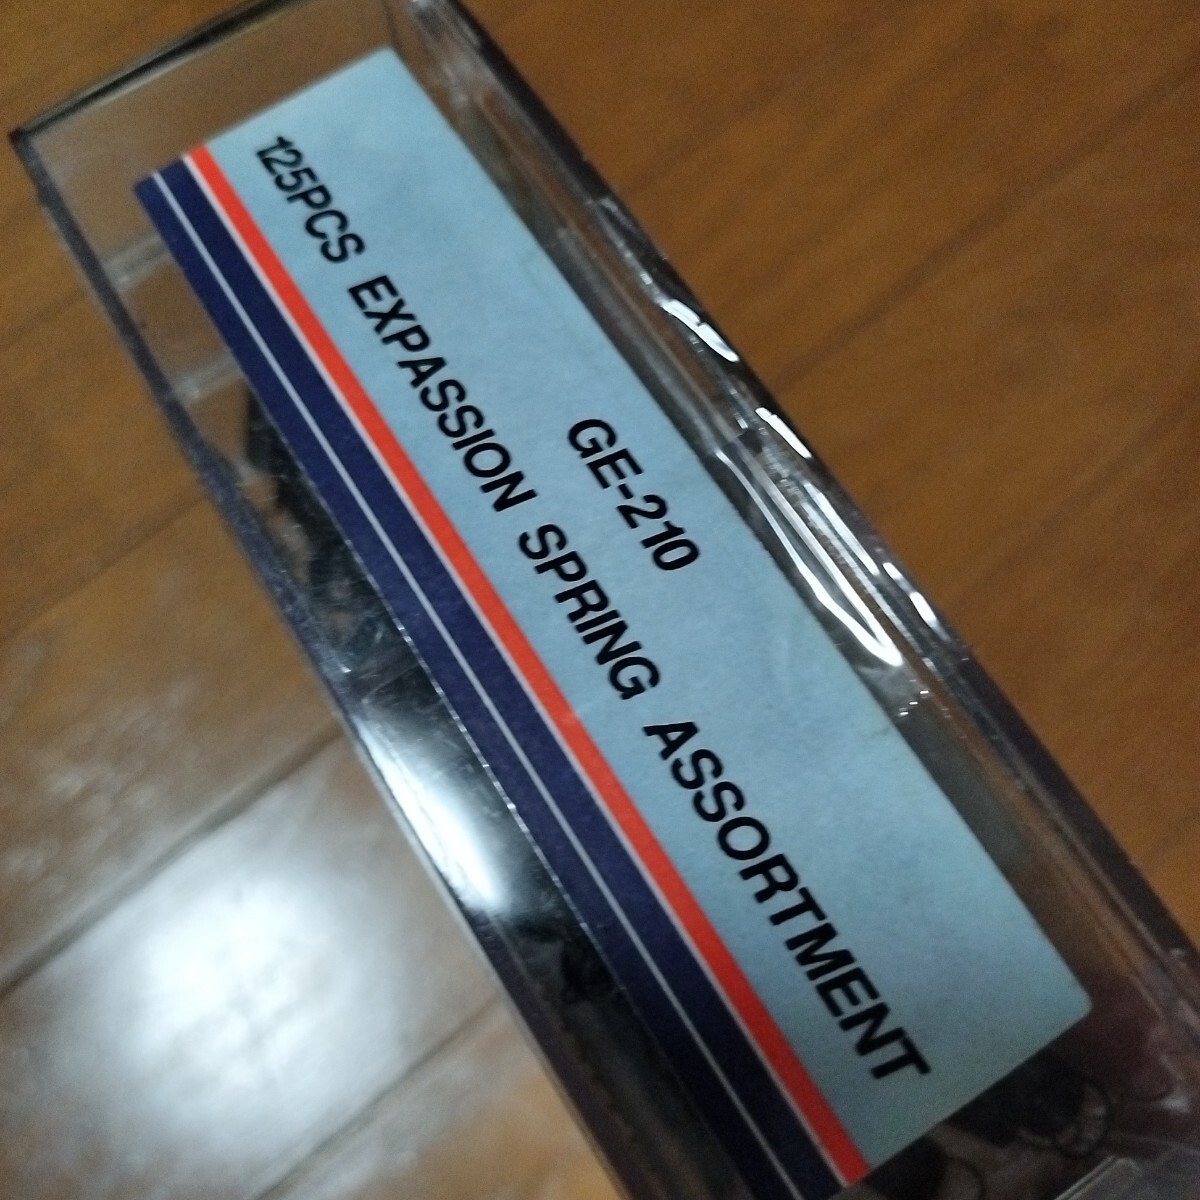 GE-210
125PCS EXPASSION SPRING ASSORTMENT